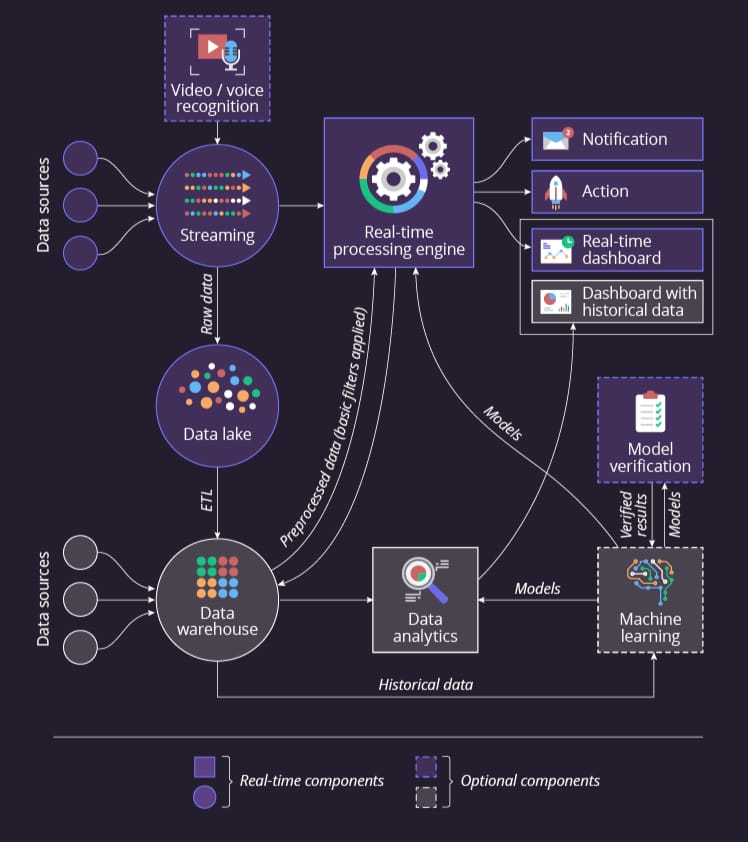 Video / voice
recognition
Data sources
Streaming
Real-time
processing engine
Notification
2
Action
Real-time
dashboard
Dashboard with
historical data
Raw data
Data lake
Preprocessed data (basic filters applied)
Models
Model
verification
ETL
Verified
results
Models
Data sources
Data
warehouse
Data
analytics
Models
Machine
learning
Historical data
Real-time components
Optional components